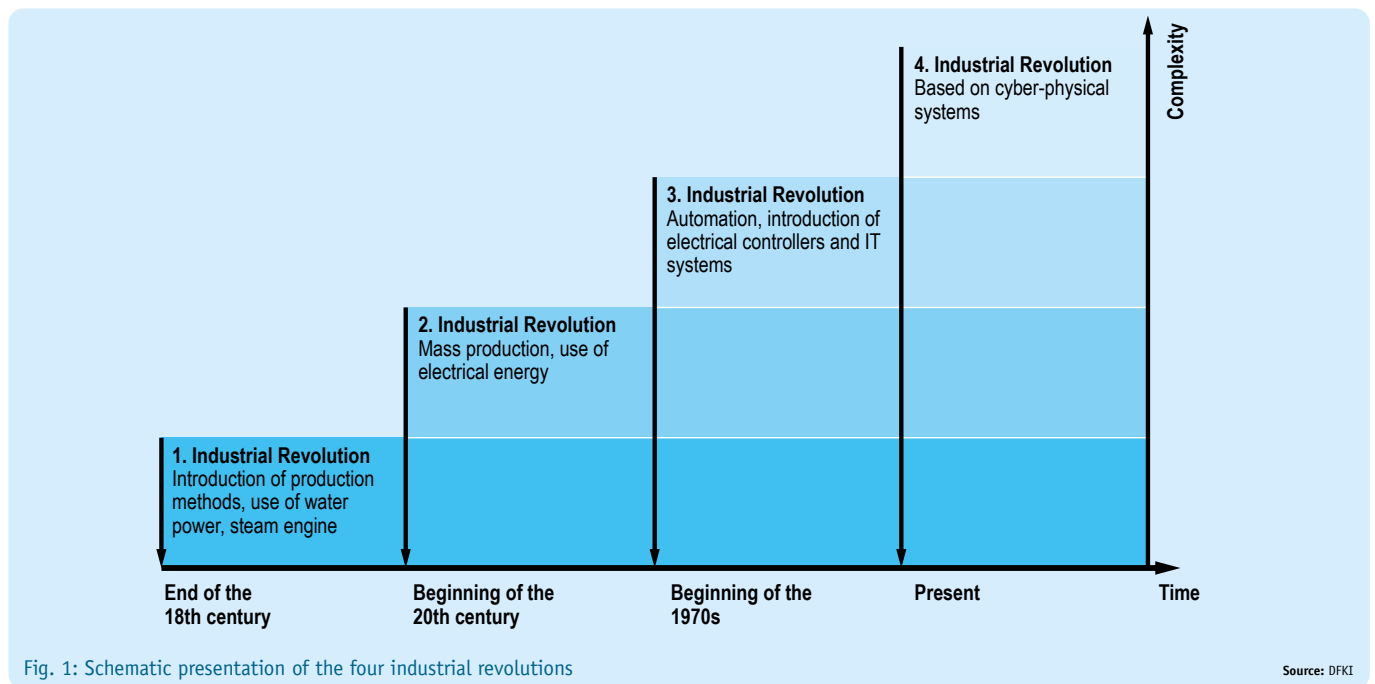 Complexity
4. Industrial Revolution
Based on cyber-physical
systems
3. Industrial Revolution
Automation, introduction of
electrical controllers and IT
systems
2. Industrial Revolution
Mass production, use of
electrical energy
1. Industrial Revolution
Introduction of production
methods, use of water
power, steam engine
End of the
18th century
Beginning of the
20th century
Beginning of the
1970s
Present
Time
Fig. 1: Schematic presentation of the four industrial revolutions
Source: DFKI